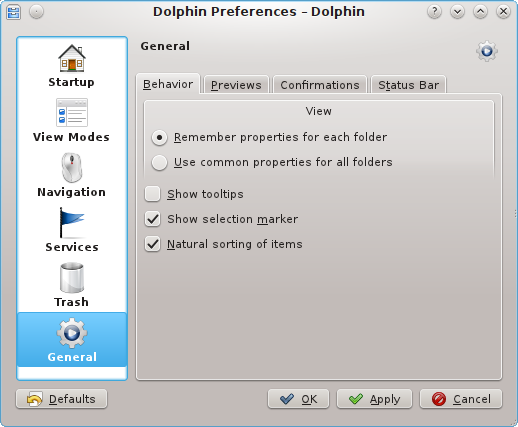 Dolphin Preferences – Dolphin
Startup
View Modes
Navigation
Services
Trash
General
General
Behavior
Previews
Confirmations
Status Bar
View
Remember properties for each folder
Use common properties for all folders
Show tooltips
Show selection marker
Natural sorting of items
Defaults
OK
Apply
Cancel